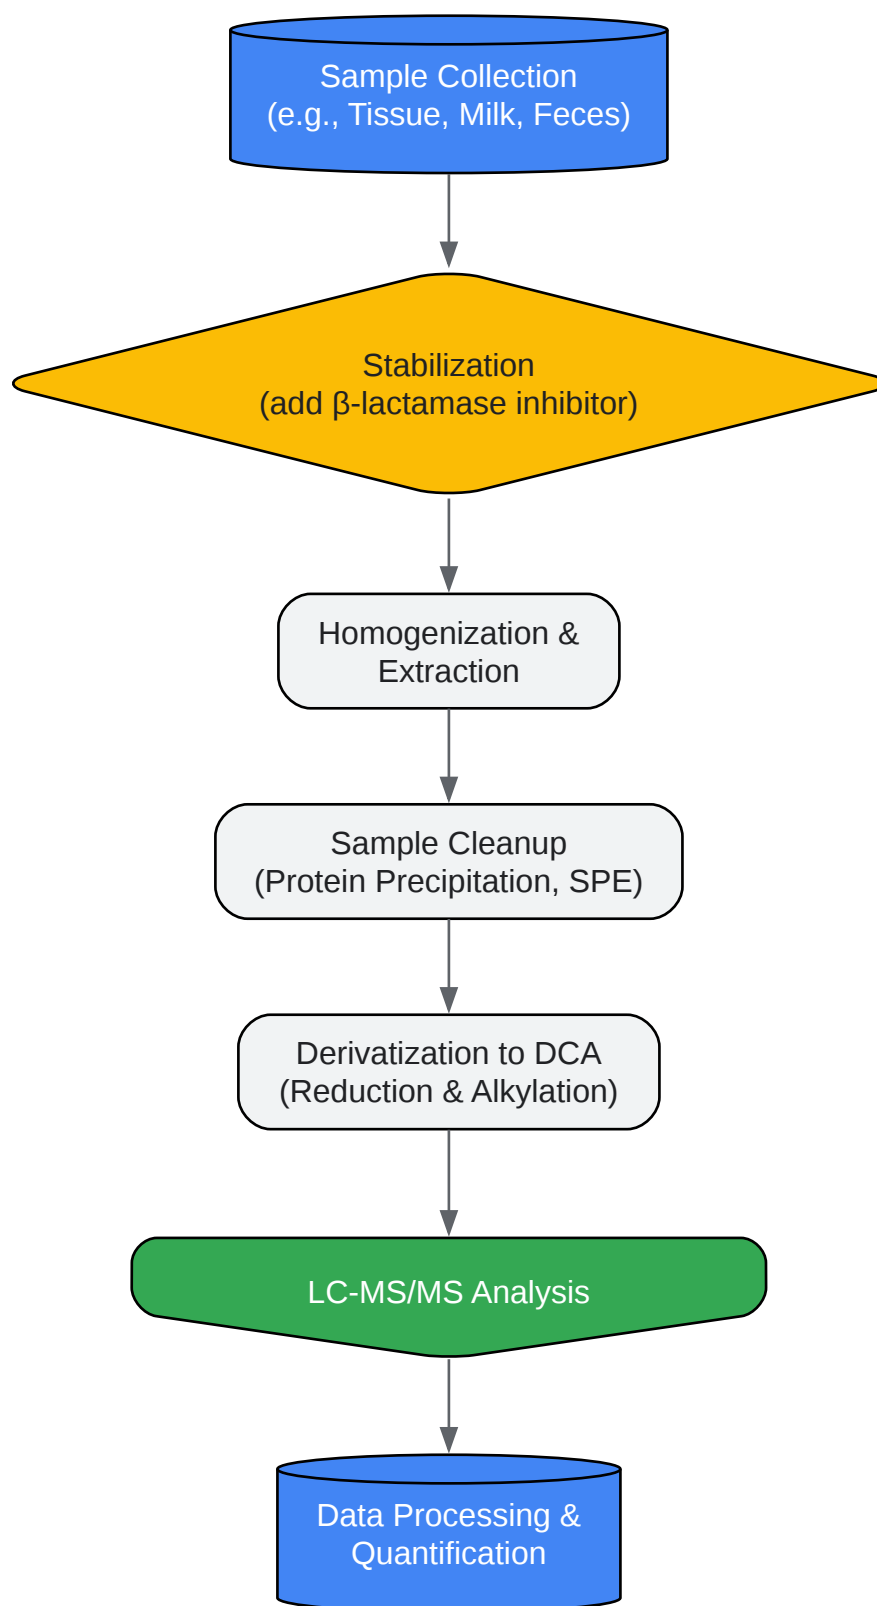 Sample Collection
(e.g., Tissue, Milk, Feces)
Stabilization
(add β-lactamase inhibitor)
Homogenization &
Extraction
Sample Cleanup
(Protein Precipitation, SPE)
Derivatization to DCA
(Reduction & Alkylation)
LC-MS/MS Analysis
Data Processing &
Quantification